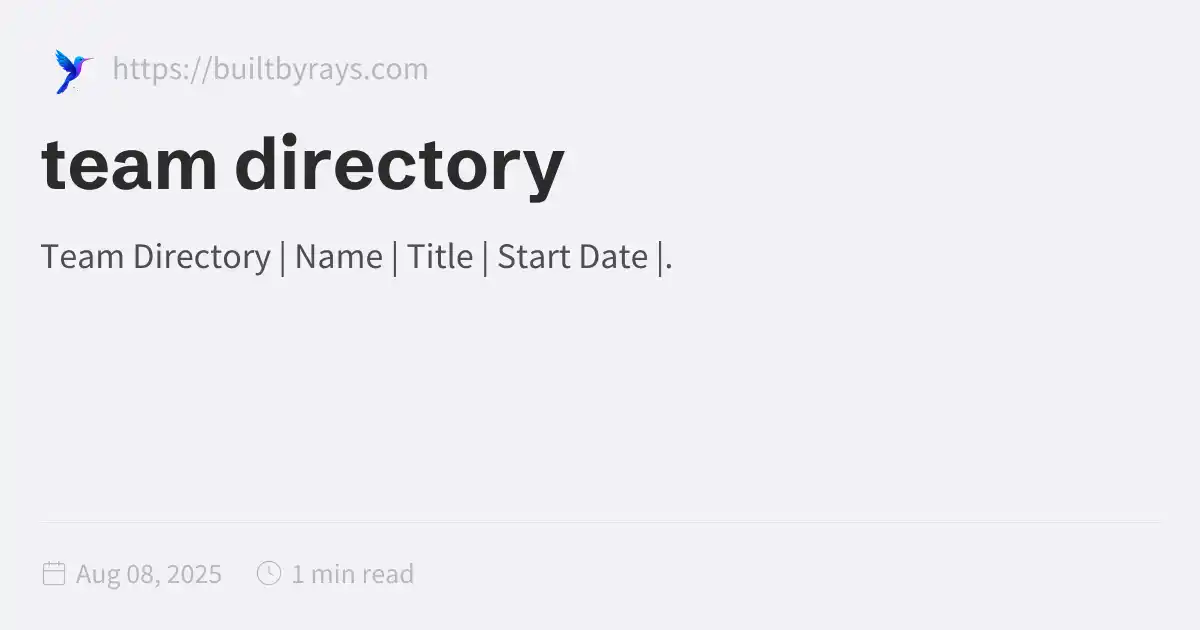 https://builtbyrays.com
team directory
Team Directory | Name | Title | Start Date |.
Aug 08, 2025 1 min read